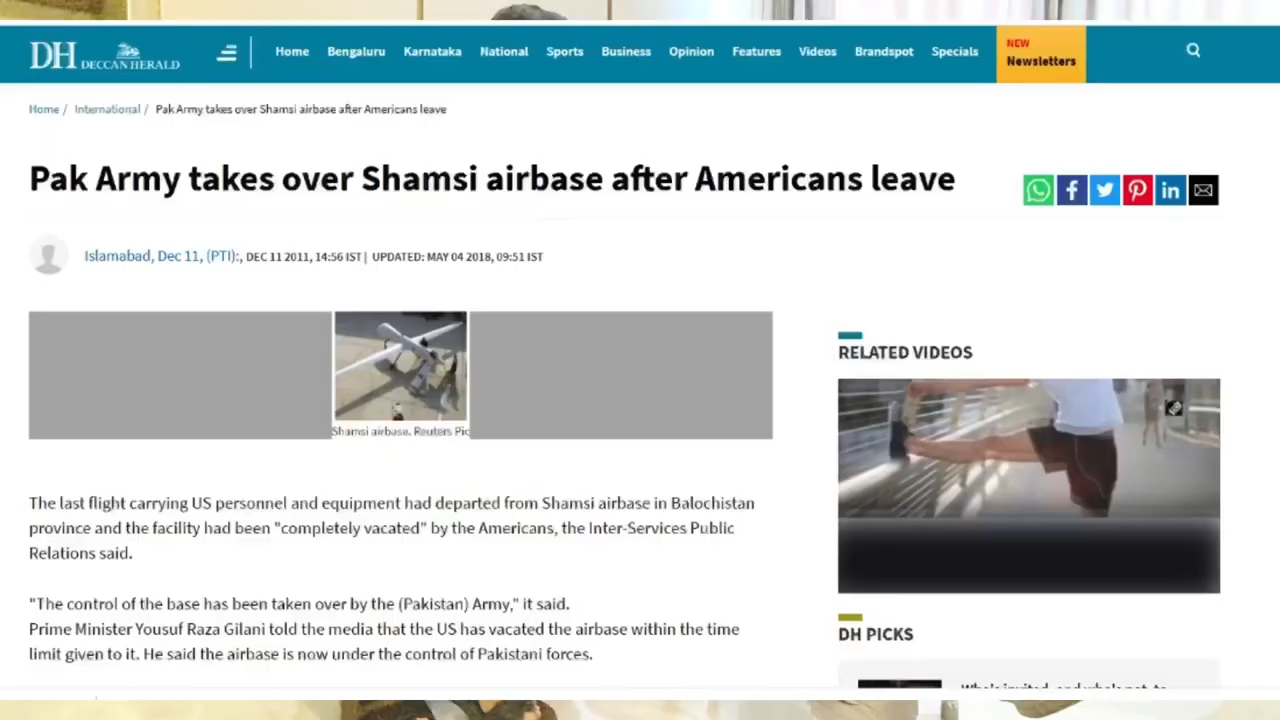 DH DECCAN HERALD
Home Bengaluru Karnataka National Sports Business Opinion Features Videos Brandspot Specials
NEW
Newsletters
Home / International / Pak Army takes over Shamsi airbase after Americans leave
Pak Army takes over Shamsi airbase after Americans leave
Islamabad, Dec 11, (PTI):, DEC 11 2011, 14:56 IST | UPDATED: MAY 04 2018, 09:51 IST
Shamsi airbase. Reuters Pic
RELATED VIDEOS
The last flight carrying US personnel and equipment had departed from Shamsi airbase in Balochistan
province and the facility had been "completely vacated" by the Americans, the Inter-Services Public
Relations said.
"The control of the base has been taken over by the (Pakistan) Army," it said.
Prime Minister Yousuf Raza Gilani told the media that the US has vacated the airbase within the time
limit given to it. He said the airbase is now under the control of Pakistani forces.
DH PICKS
Who's invited, and who's not, to